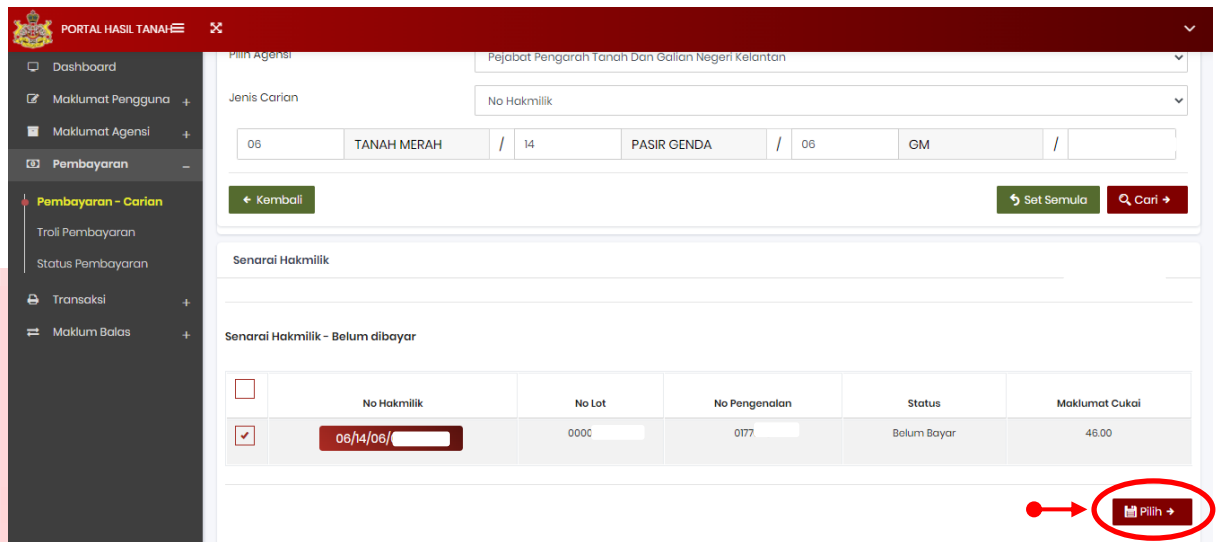 PORTAL HASIL TANAH
Dashboard
Maklumat Pengguna +
Maklumat Agensi +
Pembayaran -
Pembayaran - Carian
Troli Pembayaran
Status Pembayaran
Transaksi +
Maklum Balas +
Pilih Agensi
Pejabat Pengarah Tanah Dan Galian Negeri Kelantan
Jenis Carian
No Hakmilik
06 TANAH MERAH / 14 PASIR GENDA / 06 GM /
Kembali
Set Semula
Cari
Senarai Hakmilik
Senarai Hakmilik - Belum dibayar
No Hakmilik No Lot No Pengenalan Status Maklumat Cukai
06/14/06/ 0000 0177 Belum Bayar 46.00
Pilih